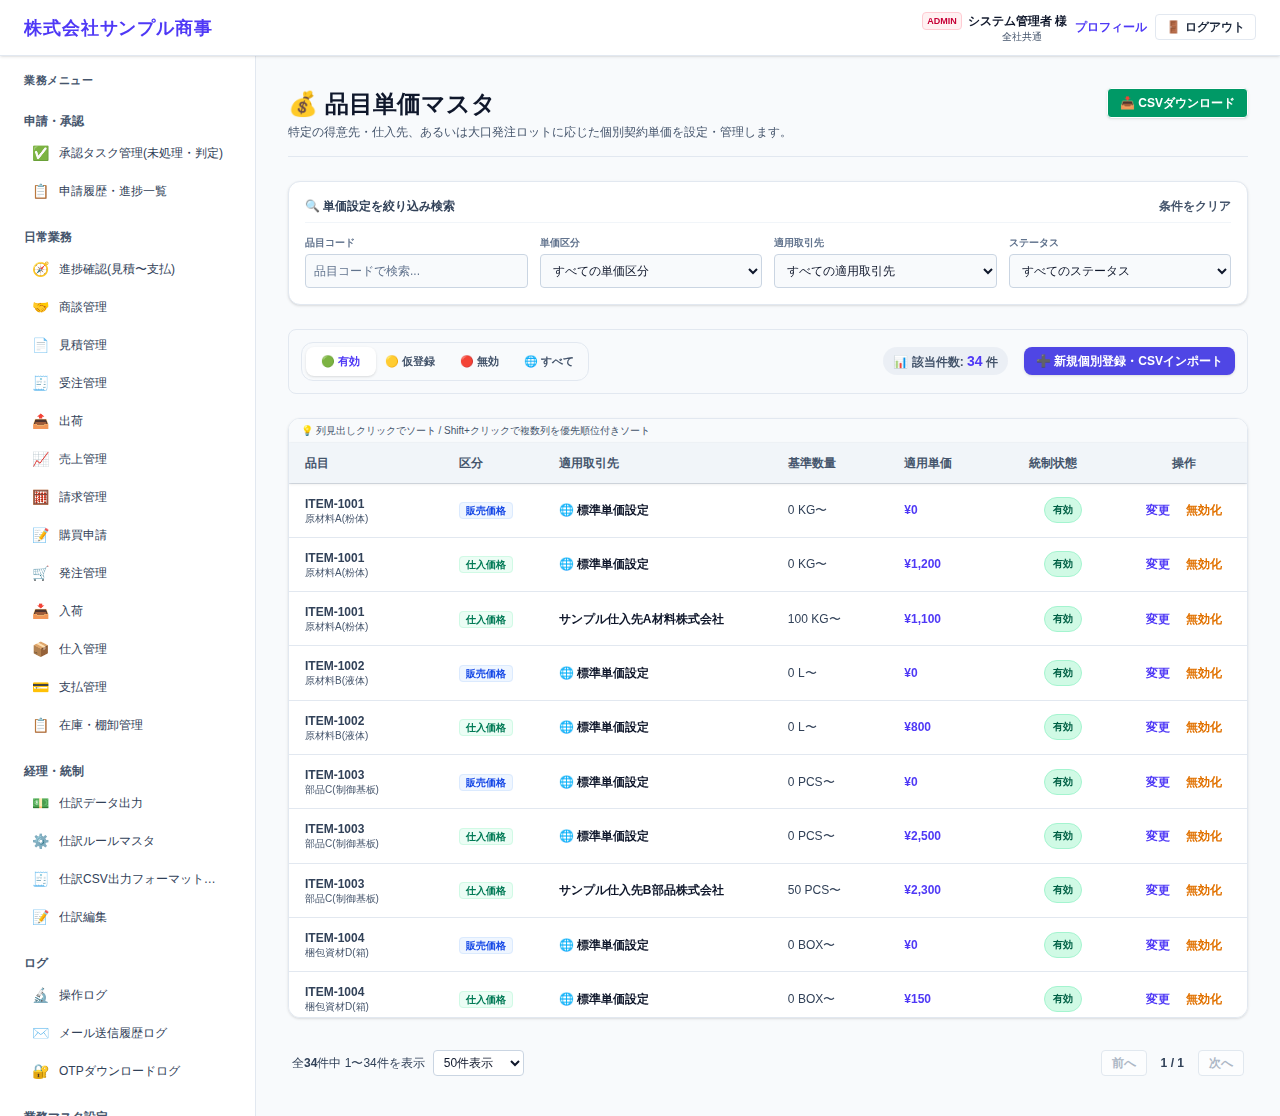 株式会社サンプル商事
ADMIN システム管理者 様
全社共通
プロフィール
🚪 ログアウト
業務メニュー
申請・承認
✅ 承認タスク管理(未処理・判定)
📋 申請履歴・進捗一覧
日常業務
🧭 進捗確認(見積〜支払)
🤝 商談管理
📄 見積管理
🧾 受注管理
📤 出荷
📈 売上管理
🧮 請求管理
📝 購買申請
🛒 発注管理
📥 入荷
📦 仕入管理
💳 支払管理
📋 在庫・棚卸管理
経理・統制
💵 仕訳データ出力
⚙️ 仕訳ルールマスタ
🧾 仕訳CSV出力フォーマット…
📝 仕訳編集
ログ
🔬 操作ログ
✉️ メール送信履歴ログ
🔐 OTPダウンロードログ
業務マスタ設定
💰 品目単価マスタ
特定の得意先・仕入先、あるいは大口発注ロットに応じた個別契約単価を設定・管理します。
📥 CSVダウンロード
🔍 単価設定を絞り込み検索
条件をクリア
品目コード 単価区分 適用取引先 ステータス
品目コードで検索... すべての単価区分 すべての適用取引先 すべてのステータス
🟢 有効 🟡 仮登録 🔴 無効 🌐 すべて
📊 該当件数: 34 件
➕ 新規個別登録・CSVインポート
💡 列見出しクリックでソート / Shift+クリックで複数列を優先順位付きソート
品目 区分 適用取引先 基準数量 適用単価 統制状態 操作
ITEM-1001
原材料A(粉体)
販売価格 🌐 標準単価設定 0 KG〜 ¥0 有効 変更 無効化
ITEM-1001
原材料A(粉体)
仕入価格 🌐 標準単価設定 0 KG〜 ¥1,200 有効 変更 無効化
ITEM-1001
原材料A(粉体)
仕入価格 サンプル仕入先A材料株式会社 100 KG〜 ¥1,100 有効 変更 無効化
ITEM-1002
原材料B(液体)
販売価格 🌐 標準単価設定 0 L〜 ¥0 有効 変更 無効化
ITEM-1002
原材料B(液体)
仕入価格 🌐 標準単価設定 0 L〜 ¥800 有効 変更 無効化
ITEM-1003
部品C(制御基板)
販売価格 🌐 標準単価設定 0 PCS〜 ¥0 有効 変更 無効化
ITEM-1003
部品C(制御基板)
仕入価格 🌐 標準単価設定 0 PCS〜 ¥2,500 有効 変更 無効化
ITEM-1003
部品C(制御基板)
仕入価格 サンプル仕入先B部品株式会社 50 PCS〜 ¥2,300 有効 変更 無効化
ITEM-1004
梱包資材D(箱)
販売価格 🌐 標準単価設定 0 BOX〜 ¥0 有効 変更 無効化
ITEM-1004
梱包資材D(箱)
仕入価格 🌐 標準単価設定 0 BOX〜 ¥150 有効 変更 無効化
全34件中 1〜34件を表示 50件表示
前へ 1 / 1 次へ